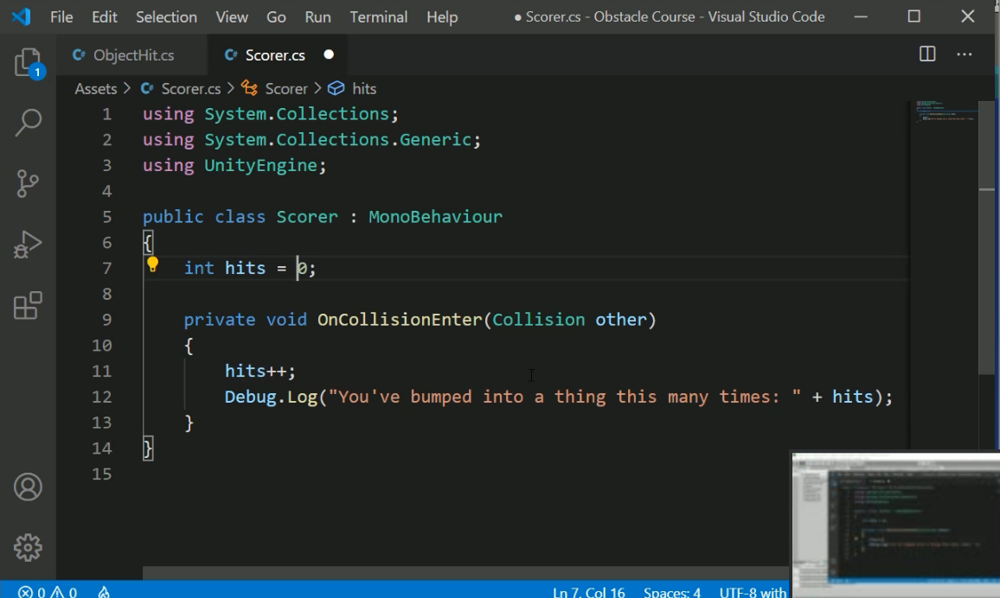 File Edit Selection View Go Run Terminal Help ● Scorer.cs - Obstacle Course - Visual Studio Code
ObjectHit.cs Scorer.cs
1
Assets > Scorer.cs > Scorer > hits
1 using System.Collections;
2 using System.Collections.Generic;
3 using UnityEngine;
4
5 public class Scorer : MonoBehaviour
6 {
7 int hits = 0;
8
9 private void OnCollisionEnter(Collision other)
10 {
11 hits++;
12 Debug.Log("You've bumped into a thing this many times: " + hits);
13 }
14 }
15
0 0 Ln 7, Col 16 Spaces: 4 UTF-8 with